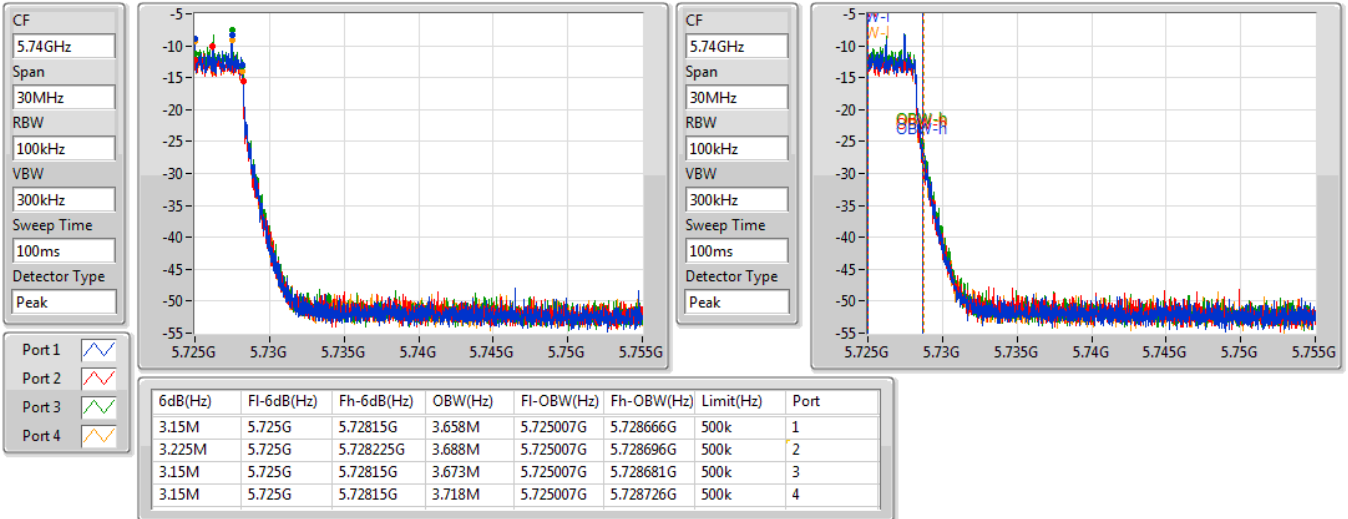 CF
5.74GHz
Span
30MHz
RBW
100kHz
VBW
300kHz
Sweep Time
100ms
Detector Type
Peak
-5
-10
-15
-20
-25
-30
-35
-40
-45
-50
-55
5.725G 5.73G 5.735G 5.74G 5.745G 5.75G 5.755G
CF
5.74GHz
Span
30MHz
RBW
100kHz
VBW
300kHz
Sweep Time
100ms
Detector Type
Peak
-5
-10
-15
-20
-25
-30
-35
-40
-45
-50
-55
OBW-h
5.725G 5.73G 5.735G 5.74G 5.745G 5.75G 5.755G
Port 1
Port 2
Port 3
Port 4
6dB(Hz) Fl-6dB(Hz) Fh-6dB(Hz) OBW(Hz) Fl-OBW(Hz) Fh-OBW(Hz) Limit(Hz) Port
3.15M 5.725G 5.72815G 3.658M 5.725007G 5.728666G 500k 1
3.225M 5.725G 5.728225G 3.688M 5.725007G 5.728696G 500k 2
3.15M 5.725G 5.72815G 3.673M 5.725007G 5.728681G 500k 3
3.15M 5.725G 5.72815G 3.718M 5.725007G 5.728726G 500k 4